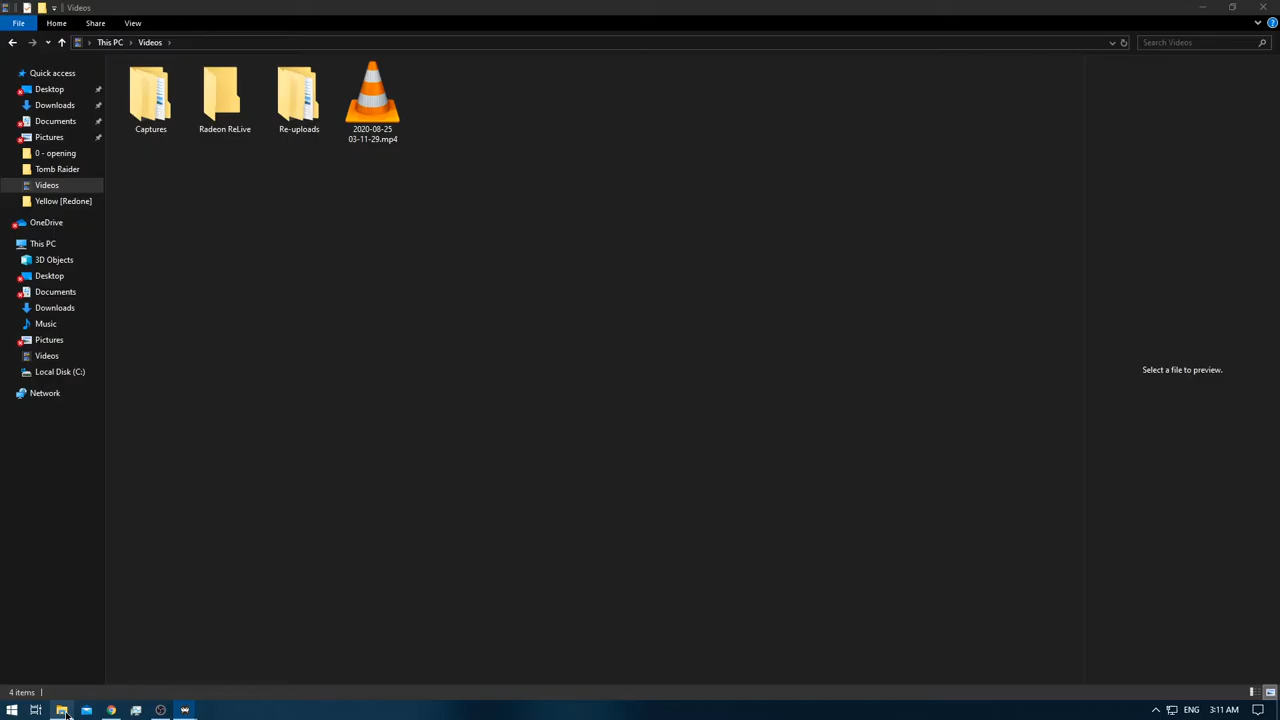 Videos
File
Home
Share
View
This PC
Videos
Search Videos
Quick access
Desktop
Downloads
Documents
Pictures
0 - opening
Tomb Raider
Videos
Yellow [Redone]
OneDrive
This PC
3D Objects
Desktop
Documents
Downloads
Music
Pictures
Videos
Local Disk (C:)
Network
Captures
Radeon ReLive
Re-uploads
2020-08-25
03-11-29.mp4
Select a file to preview.
4 items
ENG
3:11 AM